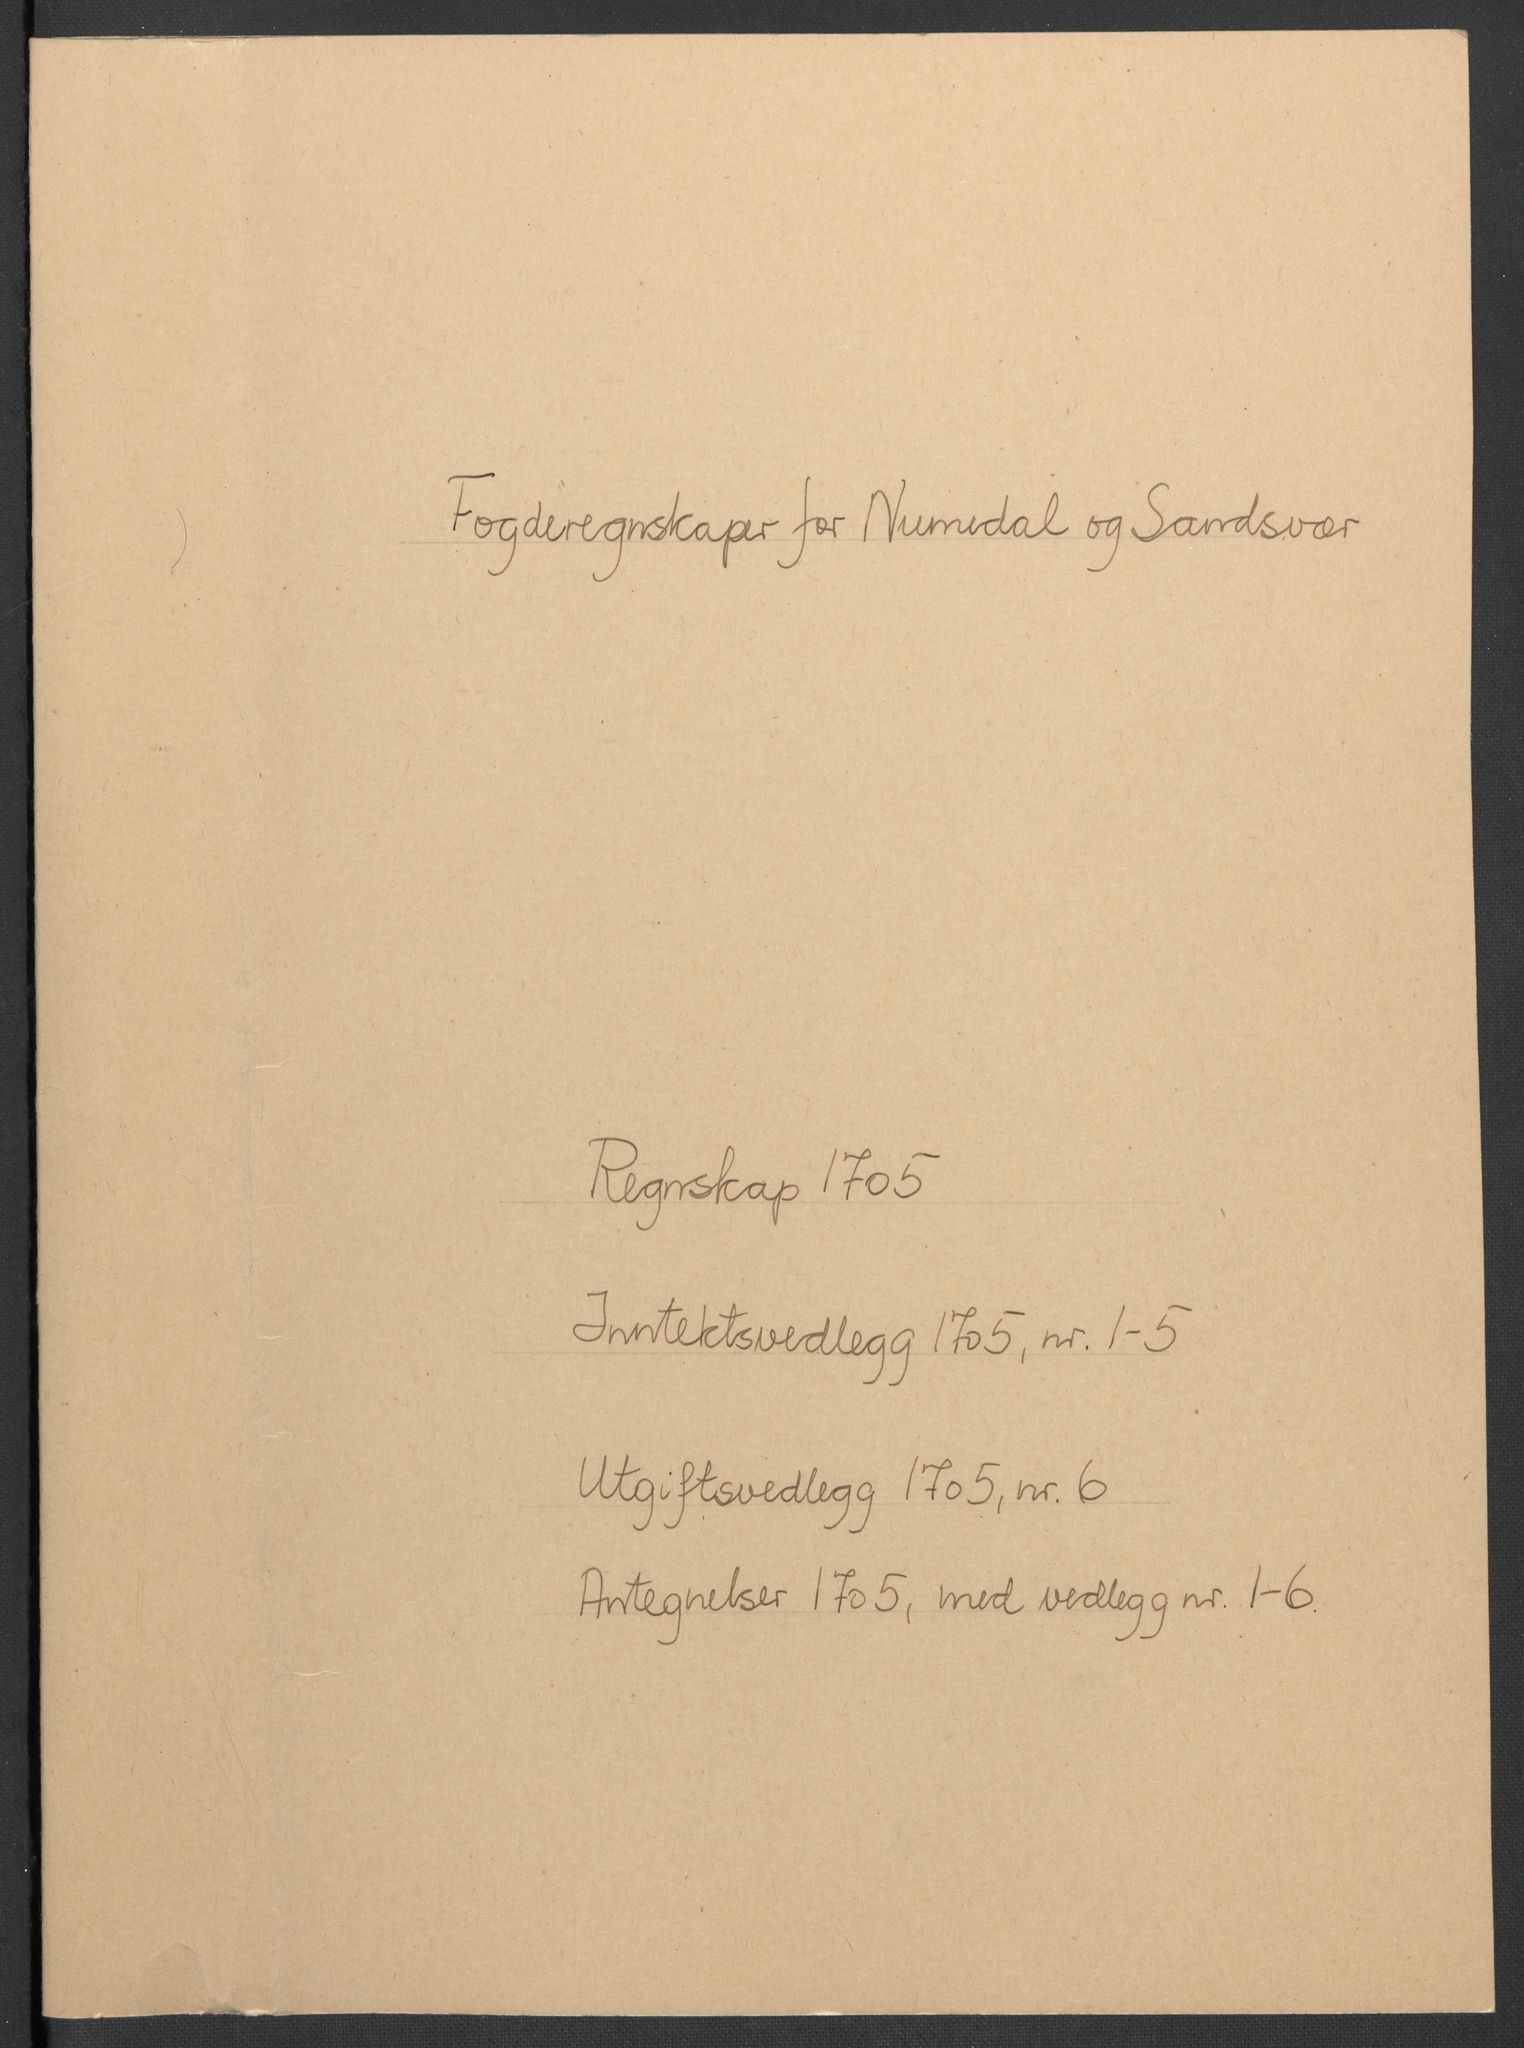 Fogderegnskaper for Numedal og Sandsvær
Regnskap 1705
Inntektsvedlegg 1705, nr. 1-5
Utgiftsvedlegg 1705, nr. 6
Antegnelser 1705, med vedlegg nr. 1-6.